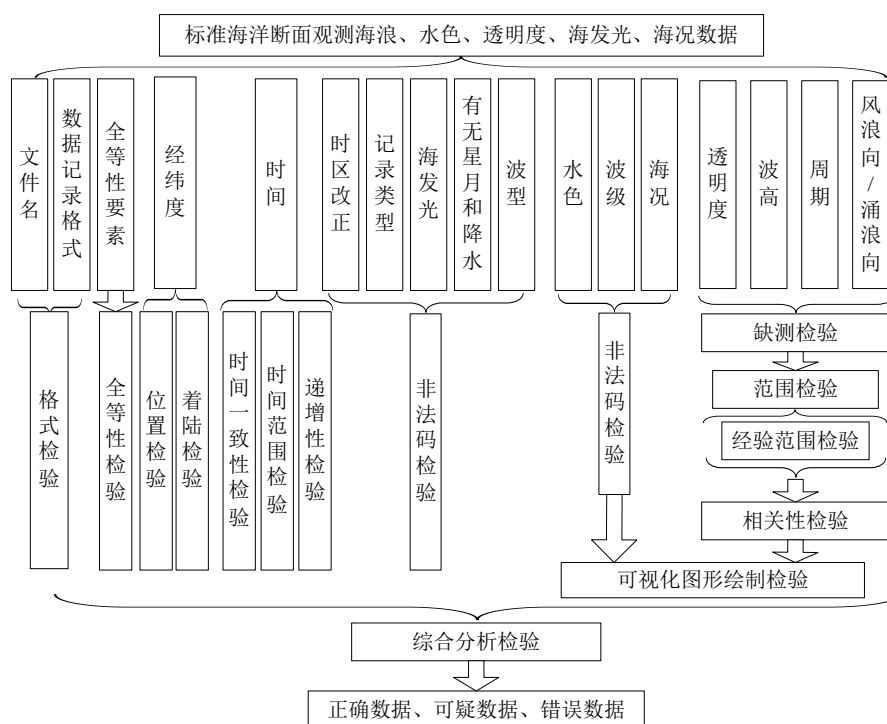 标准海洋断面观测海浪、水色、透明度、海发光、海况数据
文件名
数据记录格式
全等性要素
经纬度
时间
时区改正
记录类型
海发光
有无星月和降水
波型
水色
波级
海况
透明度
波高
周期
风浪向/涌浪向
格式检验
全等性检验
位置检验
着陆检验
时间一致性检验
时间范围检验
递增性检验
非法码检验
非法码检验
缺测检验
范围检验
经验范围检验
相关性检验
可视化图形绘制检验
综合分析检验
正确数据、可疑数据、错误数据